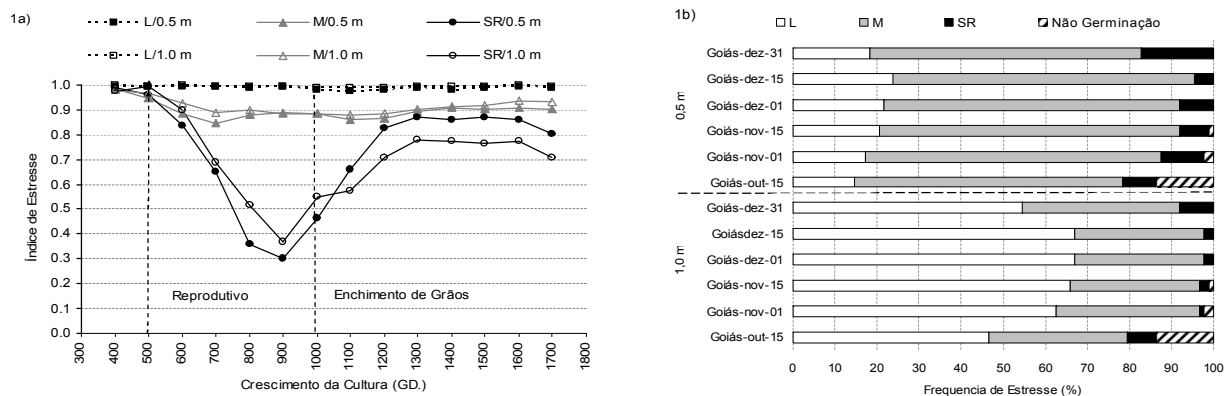 1a)
L/0.5 m M/0.5 m SR/0.5 m
L/1.0 m M/1.0 m SR/1.0 m
Índice de Estresse
1.0
0.9
0.8
0.7
0.6
0.5
0.4
0.3
0.2
0.1
0.0
Reprodutivo Enchimento de Grãos
300 400 500 600 700 800 900 1000 1100 1200 1300 1400 1500 1600 1700 1800
Crescimento da Cultura (GD.)
1b)
L M SR Não Germinação
0,5 m
Goiás-dez-31
Goiás-dez-15
Goiás-dez-01
Goiás-nov-15
Goiás-nov-01
Goiás-out-15
1,0 m
Goiás-dez-31
Goiásdez-15
Goiás-dez-01
Goiás-nov-15
Goiás-nov-01
Goiás-out-15
0 10 20 30 40 50 60 70 80 90 100
Frequencia de Estresse (%)